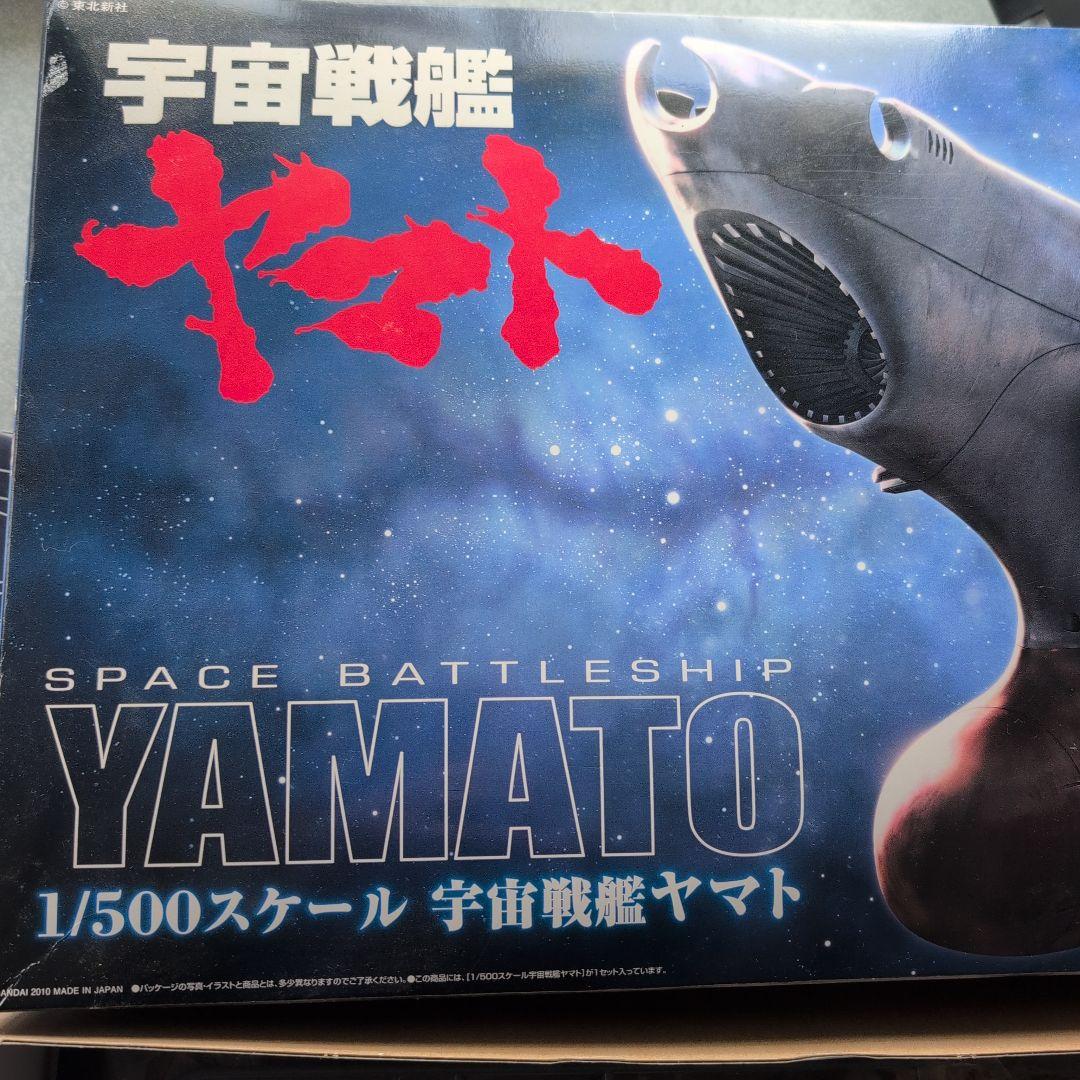 © 東北新社
宇宙戦艦
ヤマト
SPACE BATTLESHIP
YAMATO
1/500スケール 宇宙戦艦ヤマト
ANDAI 2010 MADE IN JAPAN ●パッケージの写真・イラストと商品とは、多少異なりますのでご了承ください。●この商品には、[1/500スケール宇宙戦艦ヤマト]が1セット入っています。